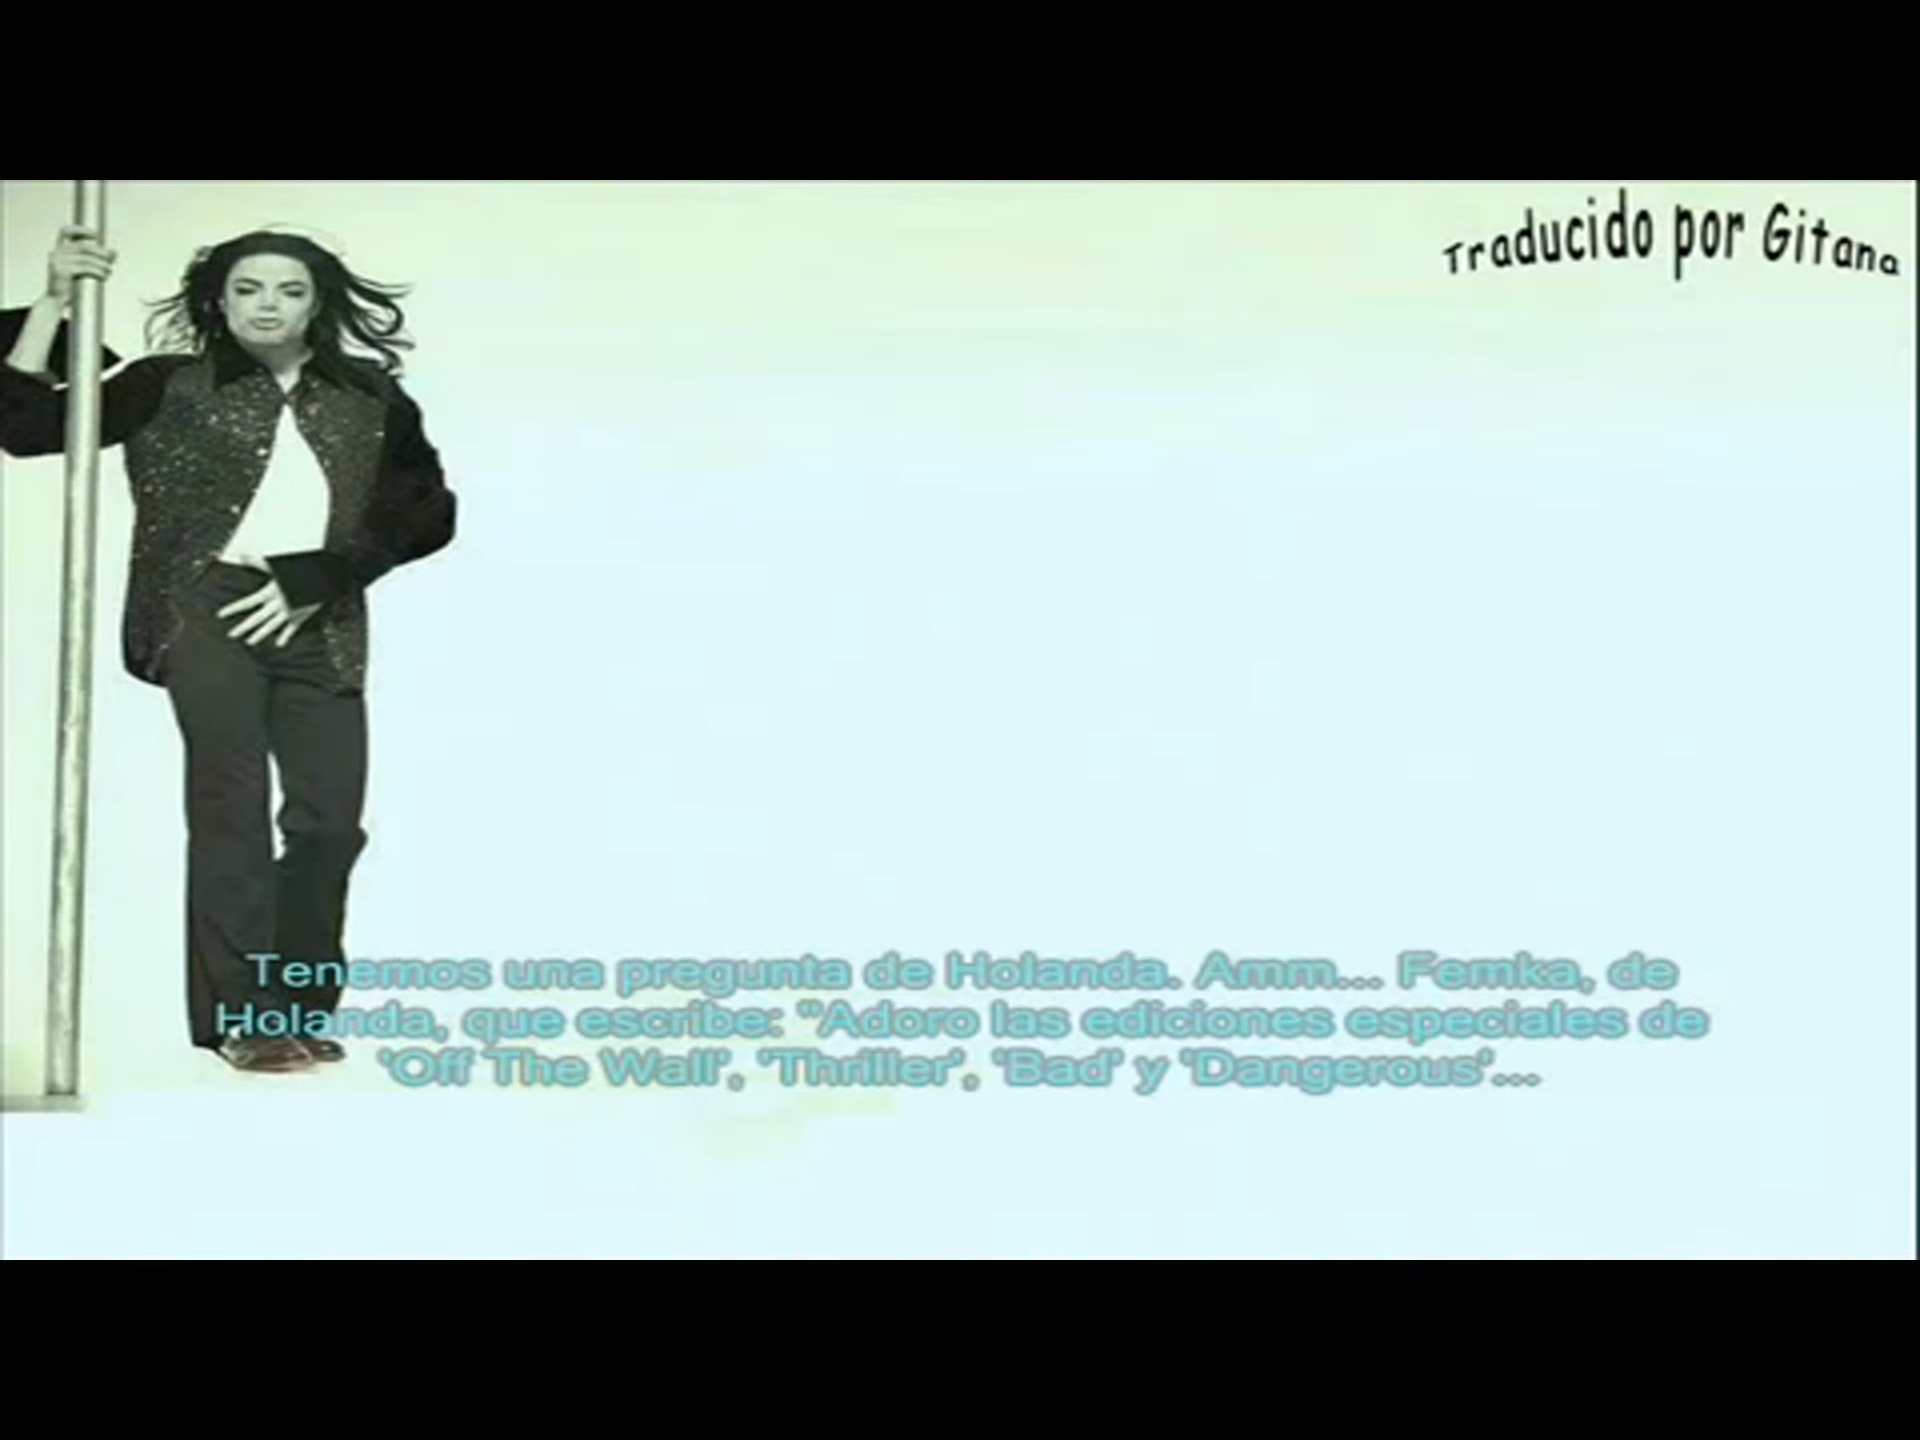 Traducido por Gitana
Tenemos una pregunta de Holanda. Amm... Femka, de
Holanda, que escribe: "Adoro las ediciones especiales de
'Off The Wall', 'Thriller', 'Bad' y 'Dangerous'...